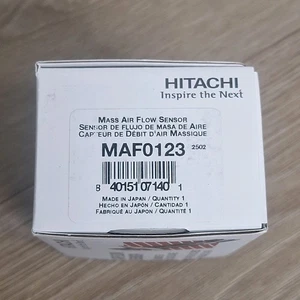 HITACHI
Inspire the Next
MASS AIR FLOW SENSOR
SENSOR DE FLUJO DE MASA DE AIRE
CAPTEUR DE DÉBIT D'AIR MASSIQUE
MAF0123 2502
8 40151 07140 1
MADE IN JAPAN / QUANTITY 1
HECHO EN JAPÓN / CANTIDAD 1
FABRIQUÉ AU JAPON / QUANTITÉ 1